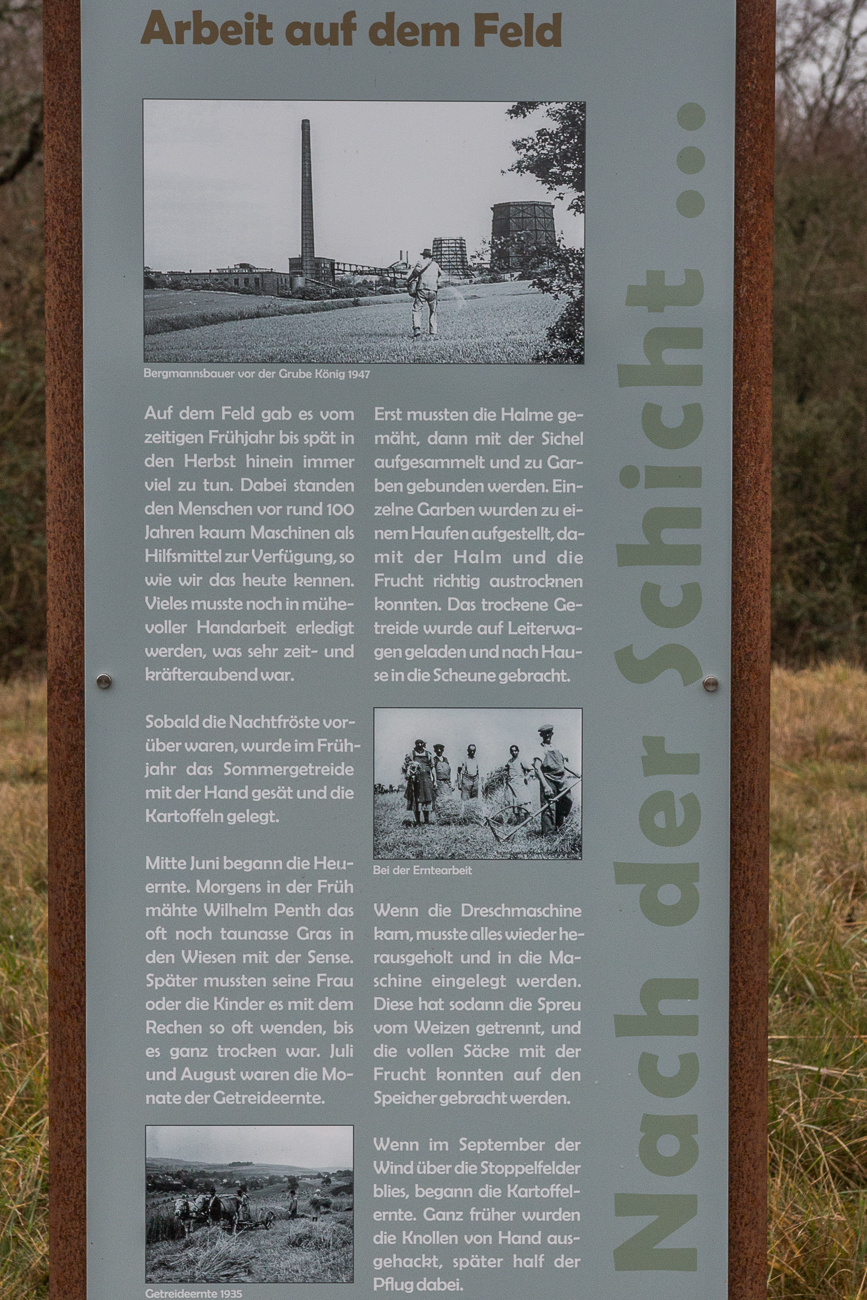 Arbeit auf dem Feld
Bergmannsbauer vor der Grube König 1947
Auf dem Feld gab es vom
zeitigen Frühjahr bis spät in
den Herbst hinein immer
viel zu tun. Dabei standen
den Menschen vor rund 100
Jahren kaum Maschinen als
Hilfsmittel zur Verfügung, so
wie wir das heute kennen.
Vieles musste noch in mühe-
voller Handarbeit erledigt
werden, was sehr zeit- und
kräfteraubend war.
Sobald die Nachtfröste vor-
über waren, wurde im Früh-
jahr das Sommergetreide
mit der Hand gesät und die
Kartoffeln gelegt.
Mitte Juni begann die Heu-
ernte. Morgens in der Früh
mähte Wilhelm Penth das
oft noch taunasse Gras in
den Wiesen mit der Sense.
Später mussten seine Frau
oder die Kinder es mit dem
Rechen so oft wenden, bis
es ganz trocken war. Juli
und August waren die Mo-
nate der Getreideernte.
Getreideernte 1935
Erst mussten die Halme ge-
mäht, dann mit der Sichel
aufgesammelt und zu Gar-
ben gebunden werden. Ein-
zelne Garben wurden zu ei-
nem Haufen aufgestellt, da-
mit der Halm und die
Frucht richtig austrocknen
konnten. Das trockene Ge-
treide wurde auf Leiterwa-
gen geladen und nach Hau-
se in die Scheune gebracht.
Bei der Erntearbeit
Wenn die Dreschmaschine
kam, musste alles wieder he-
rausgeholt und in die Ma-
schine eingelegt werden.
Diese hat sodann die Spreu
vom Weizen getrennt, und
die vollen Säcke mit der
Frucht konnten auf den
Speicher gebracht werden.
Wenn im September der
Wind über die Stoppelfelder
blies, begann die Kartoffel-
ernte. Ganz früher wurden
die Knollen von Hand aus-
gehackt, später half der
Pflug dabei.
Nach der Schicht ...